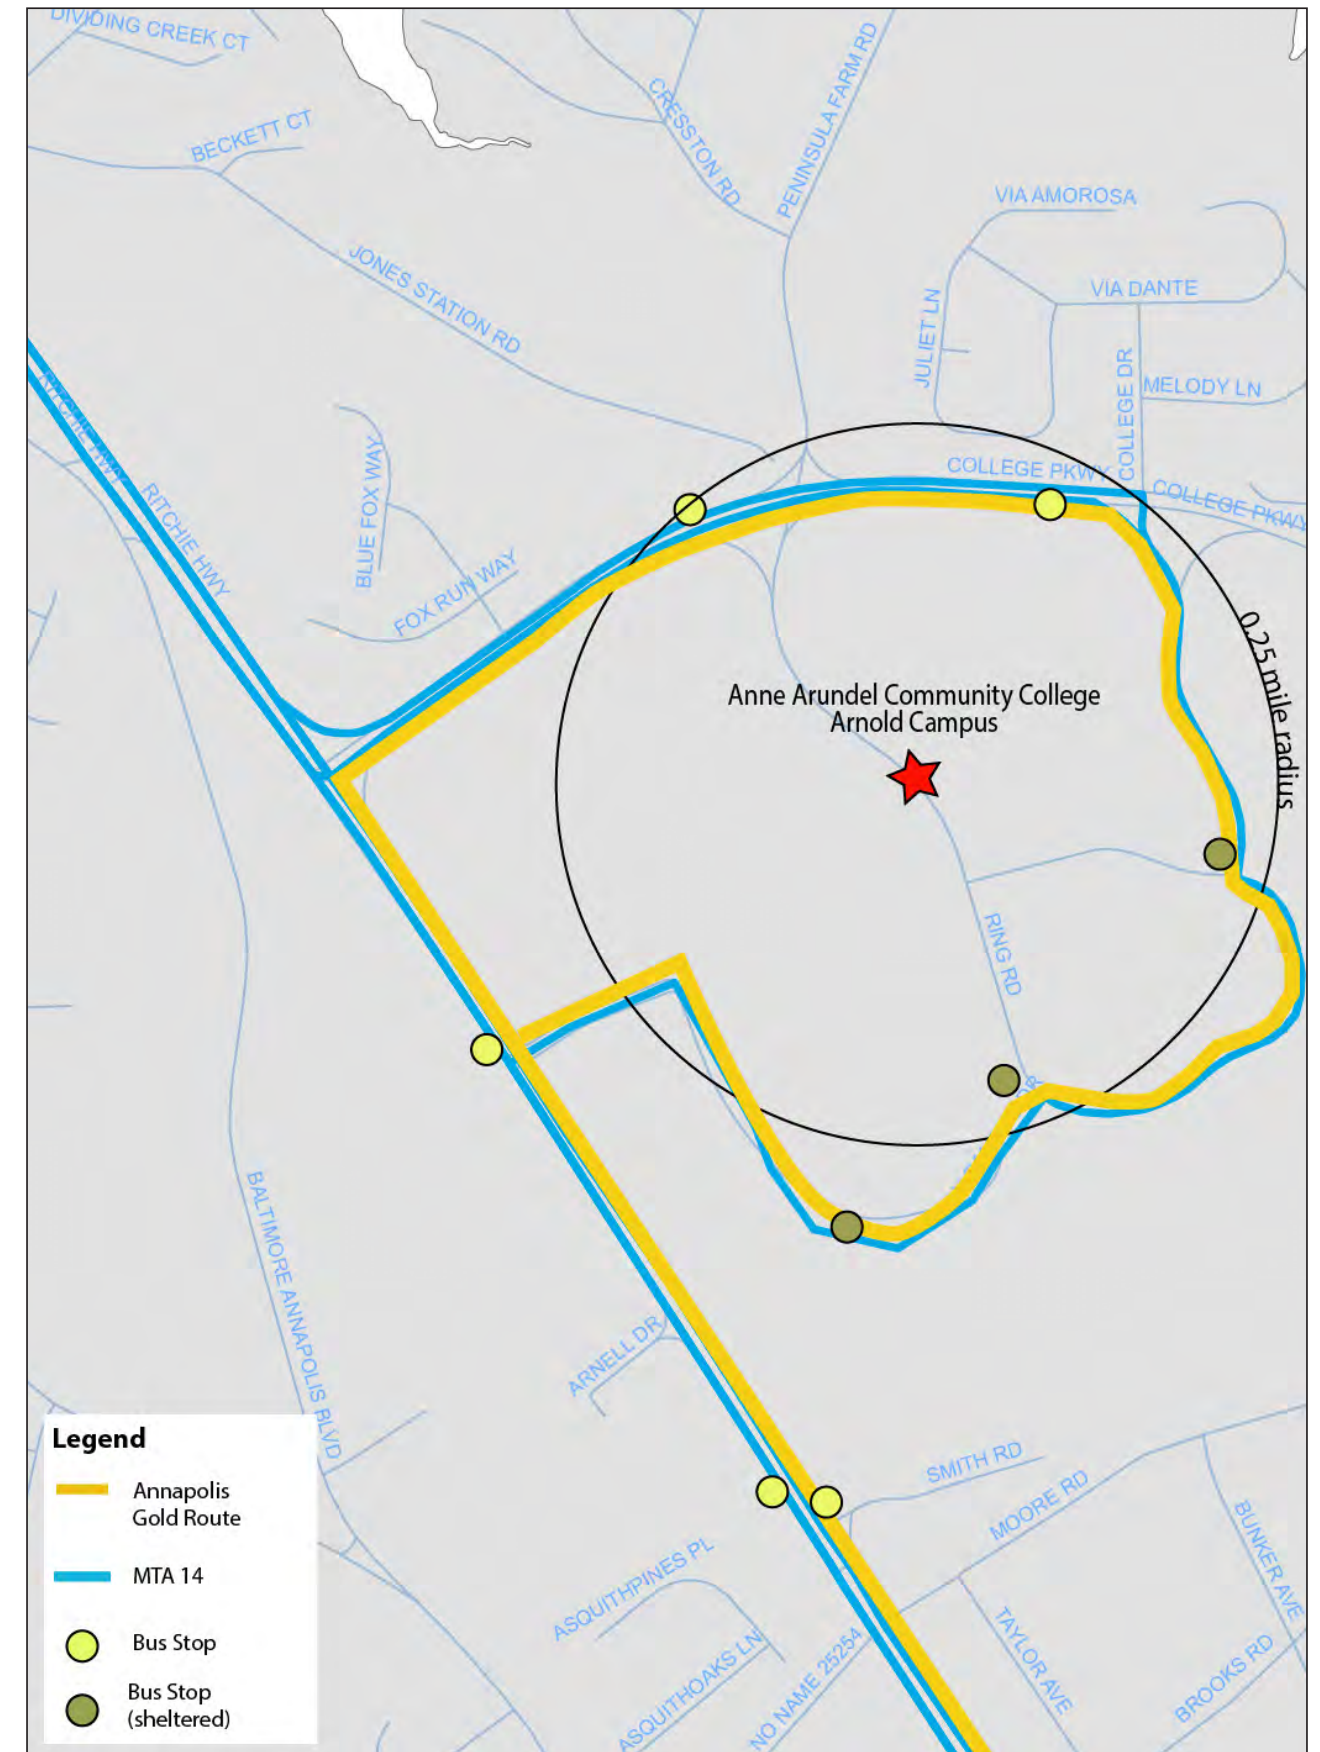 DIVIDING CREEK CT
BECKETT CT
CRESSTON RD
PENINSULA FARM RD
VIA AMOROSA
JONES STATION RD
VIA DANTE
JULIET LN
COLLEGE DR
MELODY LN
RITCHIE HWY
RITCHIE HWY
BLUE FOX WAY
FOX RUN WAY
COLLEGE PKWY
COLLEGE PKWY
0.25 mile radius
Anne Arundel Community College
Arnold Campus
RING RD
DR
BALTIMORE ANNAPOLIS BLVD
ARNELL DR
SMITH RD
MOORE RD
BUNKER AVE
ASQUITHPINES PL
TAYLOR AVE
ASQUITHOAKS LN
NO NAME 25254
BROOKS RD
Legend
Annapolis
Gold Route
MTA 14
Bus Stop
Bus Stop
(sheltered)